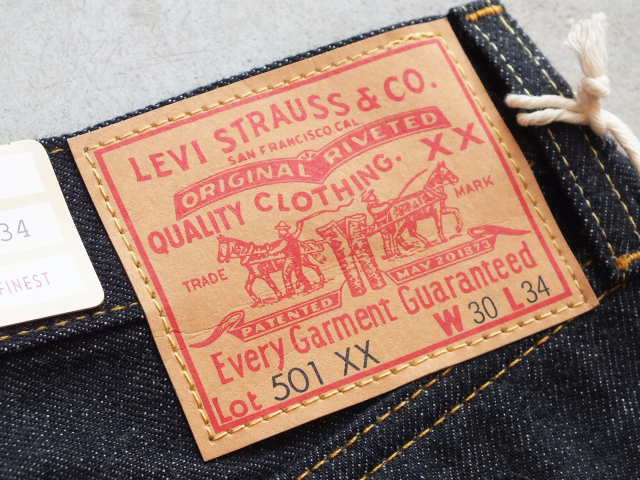 LEVI STRAUSS & CO.
SAN FRANCISCO CAL
ORIGINAL RIVETED
QUALITY CLOTHING. XX
TRADE MARK
PATENTED MAY 20 1873
Every Garment Guaranteed
W 30 L 34
Lot 501 XX
34
FINEST